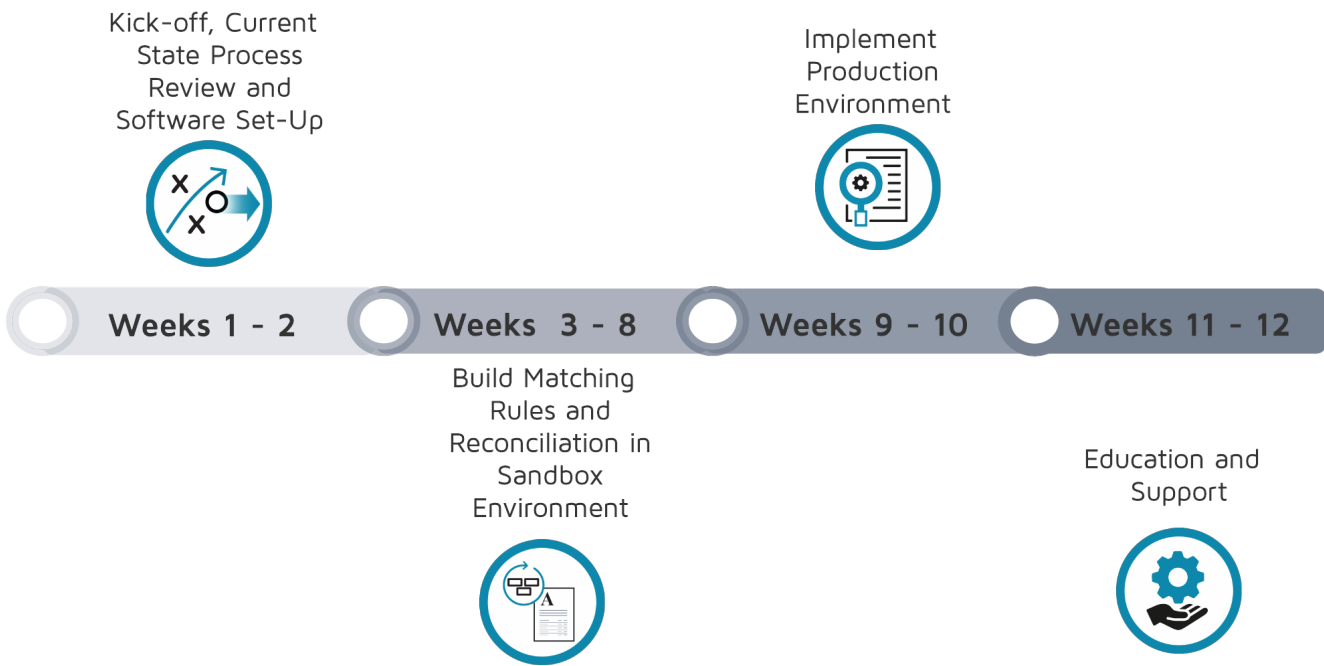 Kick-off, Current
State Process
Review and
Software Set-Up
Implement
Production
Environment
Weeks 1 - 2
Weeks 3 - 8
Weeks 9 - 10
Weeks 11 - 12
Build Matching
Rules and
Reconciliation in
Sandbox
Environment
A
Education and
Support